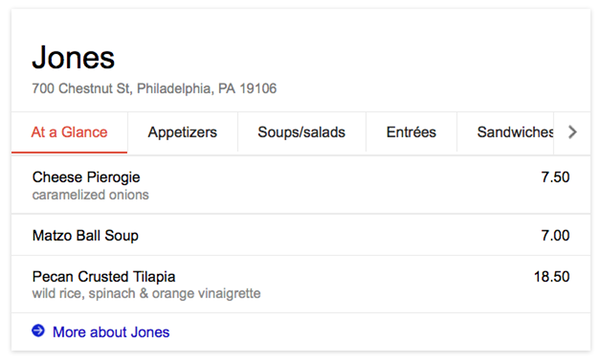 Jones
700 Chestnut St, Philadelphia, PA 19106
At a Glance Appetizers Soups/salads Entrées Sandwiches
Cheese Pierogie 7.50
caramelized onions
Matzo Ball Soup 7.00
Pecan Crusted Tilapia 18.50
wild rice, spinach & orange vinaigrette
More about Jones